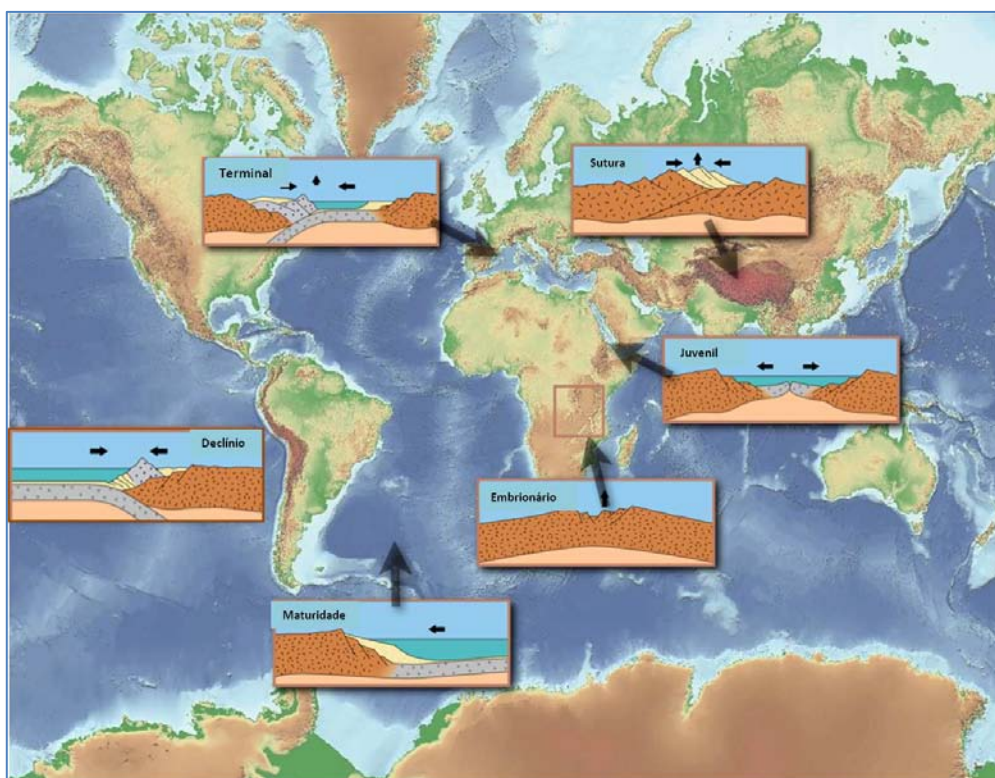 Terminal
Sutura
Juvenil
Declínio
Embrionário
Maturidade